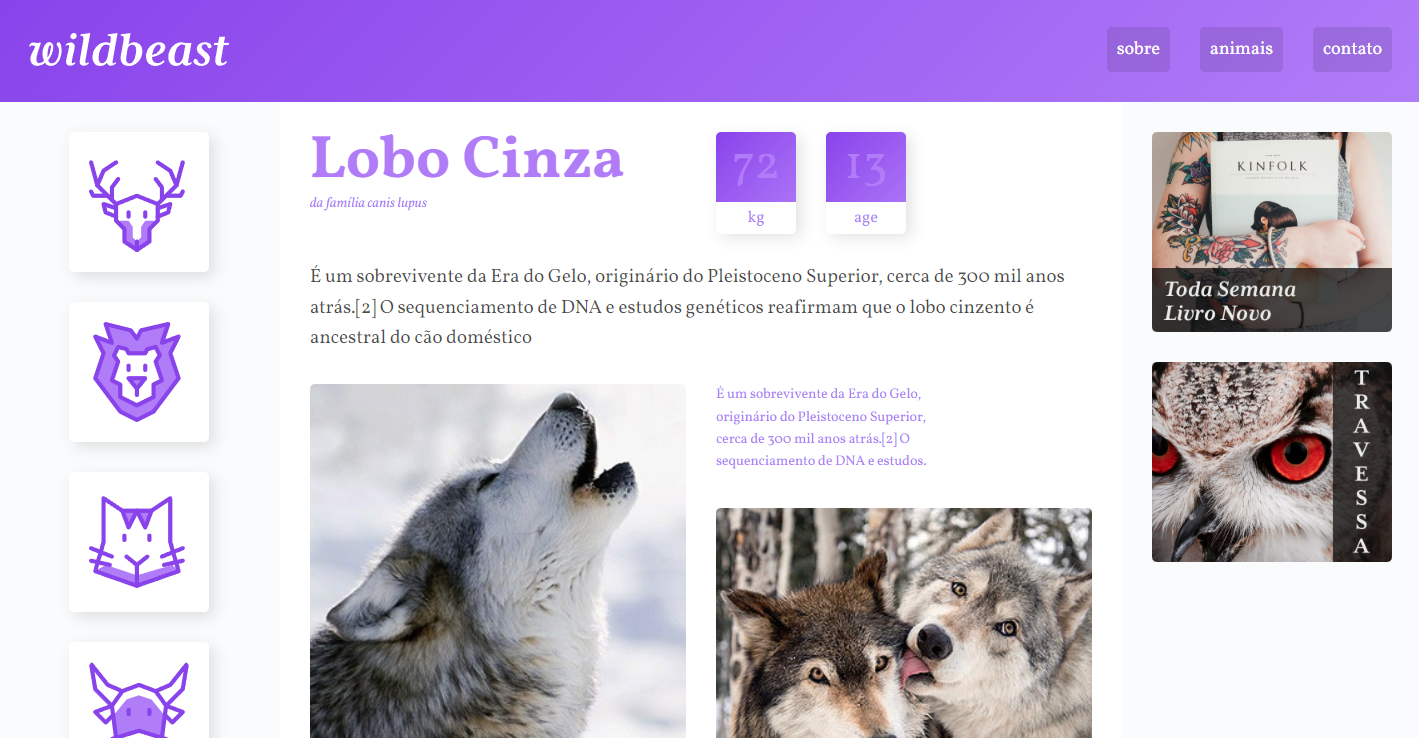 wildbeast
sobre
animais
contato
Lobo Cinza
da família canis lupus
72
kg
13
age
É um sobrevivente da Era do Gelo, originário do Pleistoceno Superior, cerca de 300 mil anos
atrás.[2] O sequenciamento de DNA e estudos genéticos reafirmam que o lobo cinzento é
ancestral do cão doméstico
É um sobrevivente da Era do Gelo,
originário do Pleistoceno Superior,
cerca de 300 mil anos atrás.[2] O
sequenciamento de DNA e estudos.
KINFOLK
Toda Semana
Livro Novo
TRAVESSA